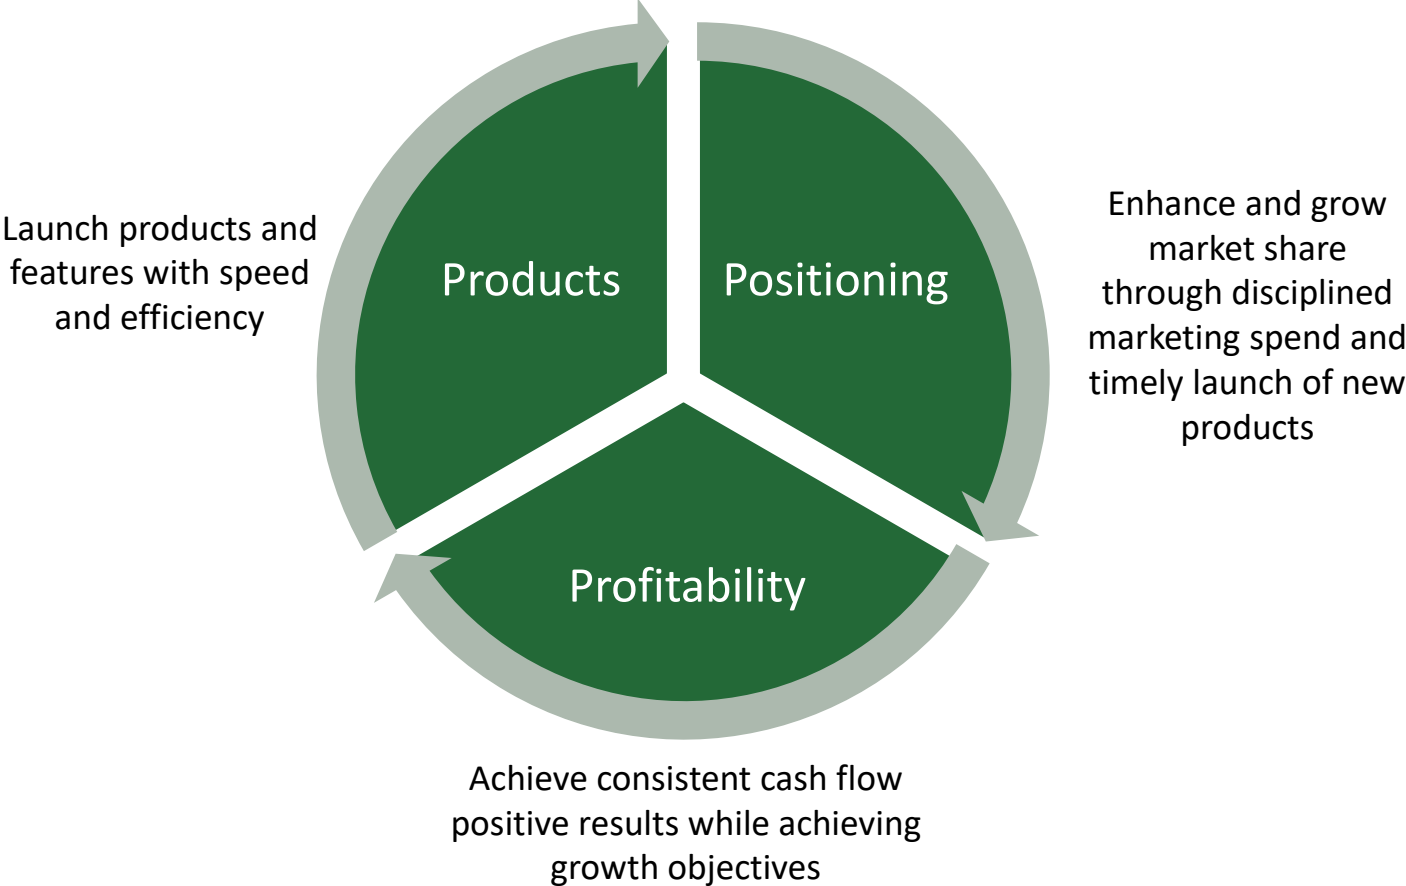 Launch products and
features with speed
and efficiency
Products
Positioning
Enhance and grow
market share
through disciplined
marketing spend and
timely launch of new
products
Profitability
Achieve consistent cash flow
positive results while achieving
growth objectives